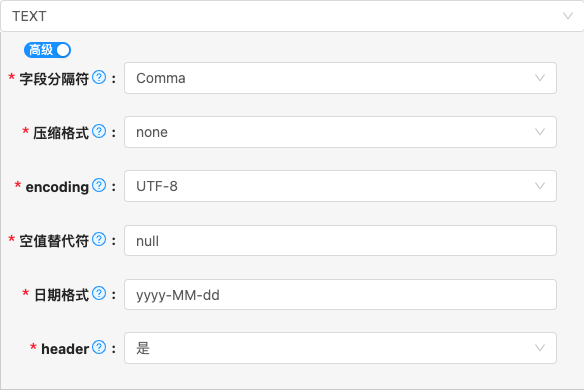 TEXT
高级
* 字段分隔符 ? : Comma
* 压缩格式 ? : none
* encoding ? : UTF-8
* 空值替代符 ? : null
* 日期格式 ? : yyyy-MM-dd
* header ? : 是